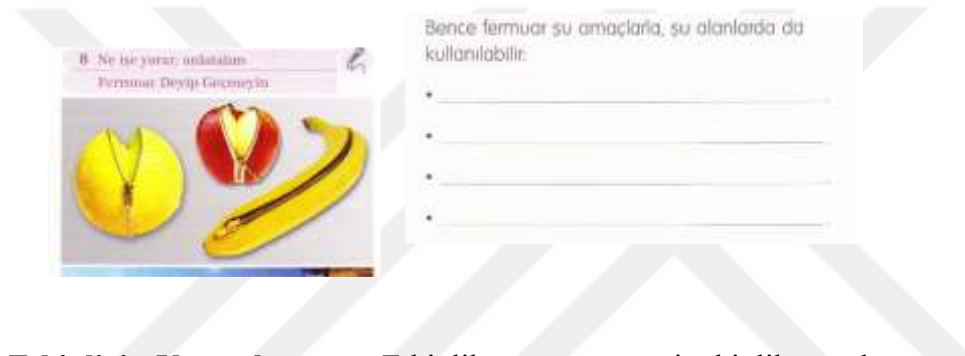 8 Ne işe yarar, anlatalım
Fermuar Deyip Geçmeyin
Bence fermuar şu amaçlarla, şu alanlarda da
kullanılabilir: